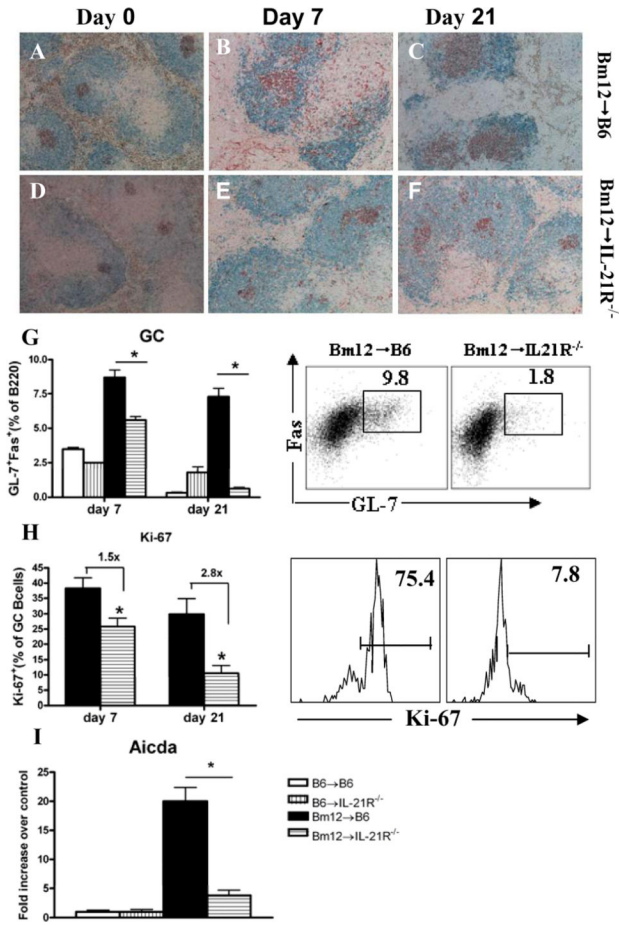 Day 0 Day 7 Day 21
A B C
Bm12→B6
D E F
Bm12→IL-21R-/-
G
GC
GL-7+Fas+(% of B220)
10.0
7.5
5.0
2.5
0.0
* *
day 7 day 21
Bm12→B6 Bm12→IL21R-/-
9.8 1.8
Fas
GL-7
H
Ki-67
Ki-67+(% of GC Bcells)
45
40
35
30
25
20
15
10
5
0
1.5x 2.8x
* *
day 7 day 21
75.4 7.8
Ki-67
I
Aicda
Fold increase over control
25
20
15
10
5
0
*
B6→B6
B6→IL-21R-/-
Bm12→B6
Bm12→IL-21R-/-